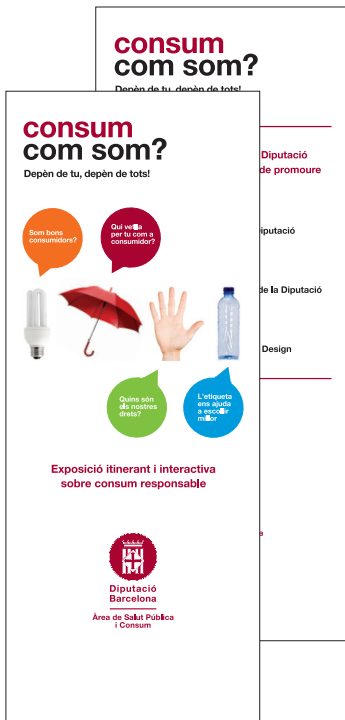 consum
com som?
Depèn de tu, depèn de tots!
Diputació
de promoure
Diputació
de la Diputació
Design
consum
com som?
Depèn de tu, depèn de tots!
Som bons
consumidors?
Qui vetlla
per tu com a
consumidor?
Quins són
els nostres
drets?
L'etiqueta
ens ajuda
a escollir
millor
Exposició itinerant i interactiva
sobre consum responsable
Diputació
Barcelona
Àrea de Salut Pública
i Consum